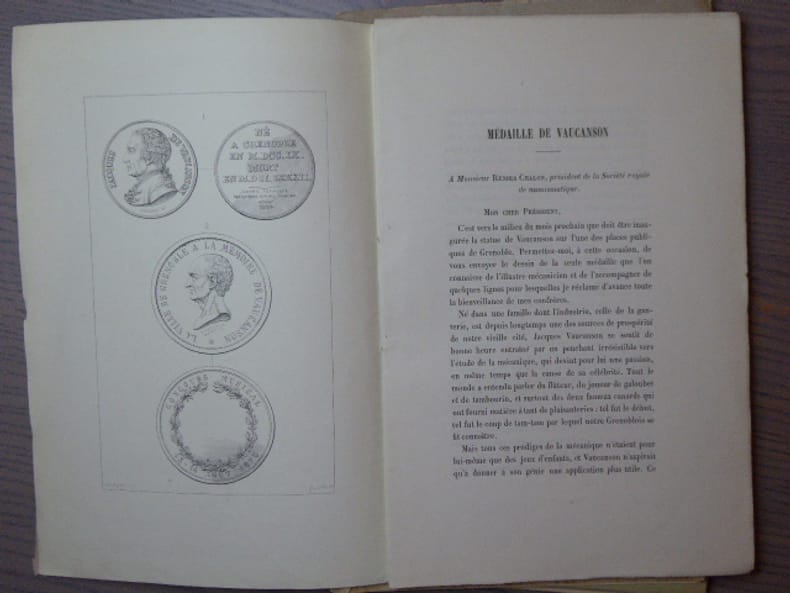 1
JACQUES DE VAUCANSON
NÉ
A GRENOBLE
EN M.DCC.IX.
MORT
EN M.DCC.LXXXII.
2
LA VILLE DE GRENOBLE A LA MÉMOIRE DE VAUCANSON
CONCOURS MUSICAL
MÉDAILLE DE VAUCANSON
A Monsieur RENIER CHALON, président de la Société royale
de numismatique.
MON CHER PRÉSIDENT,
C'est vers le milieu du mois prochain que doit être inau-
gurée la statue de Vaucanson sur l'une des places publi-
ques de Grenoble. Permettez-moi, à cette occasion, de
vous envoyer le dessin de la seule médaille que l'on
connaisse de l'illustre mécanicien et de l'accompagner de
quelques lignes pour lesquelles je réclame d'avance toute
la bienveillance de mes confrères.
Né dans une famille dont l'industrie, celle de la gan-
terie, est depuis longtemps une des sources de prospérité
de notre vieille cité, Jacques Vaucanson se sentit de
bonne heure entraîné par un penchant irrésistible vers
l'étude de la mécanique, qui devint pour lui une passion,
en même temps que la cause de sa célébrité. Tout le
monde a entendu parler du flûteur, du joueur de galoubet
et de tambourin, et surtout des deux fameux canards qui
ont fourni matière à tant de plaisanteries : tel fut le début,
tel fut le coup de tam-tam par lequel notre Grenoblois se
fit connaître.
Mais tous ces prodiges de la mécanique n'étaient pour
lui-même que des jeux d'enfants, et Vaucanson n'aspirait
qu'à donner à son génie une application plus utile. Ce